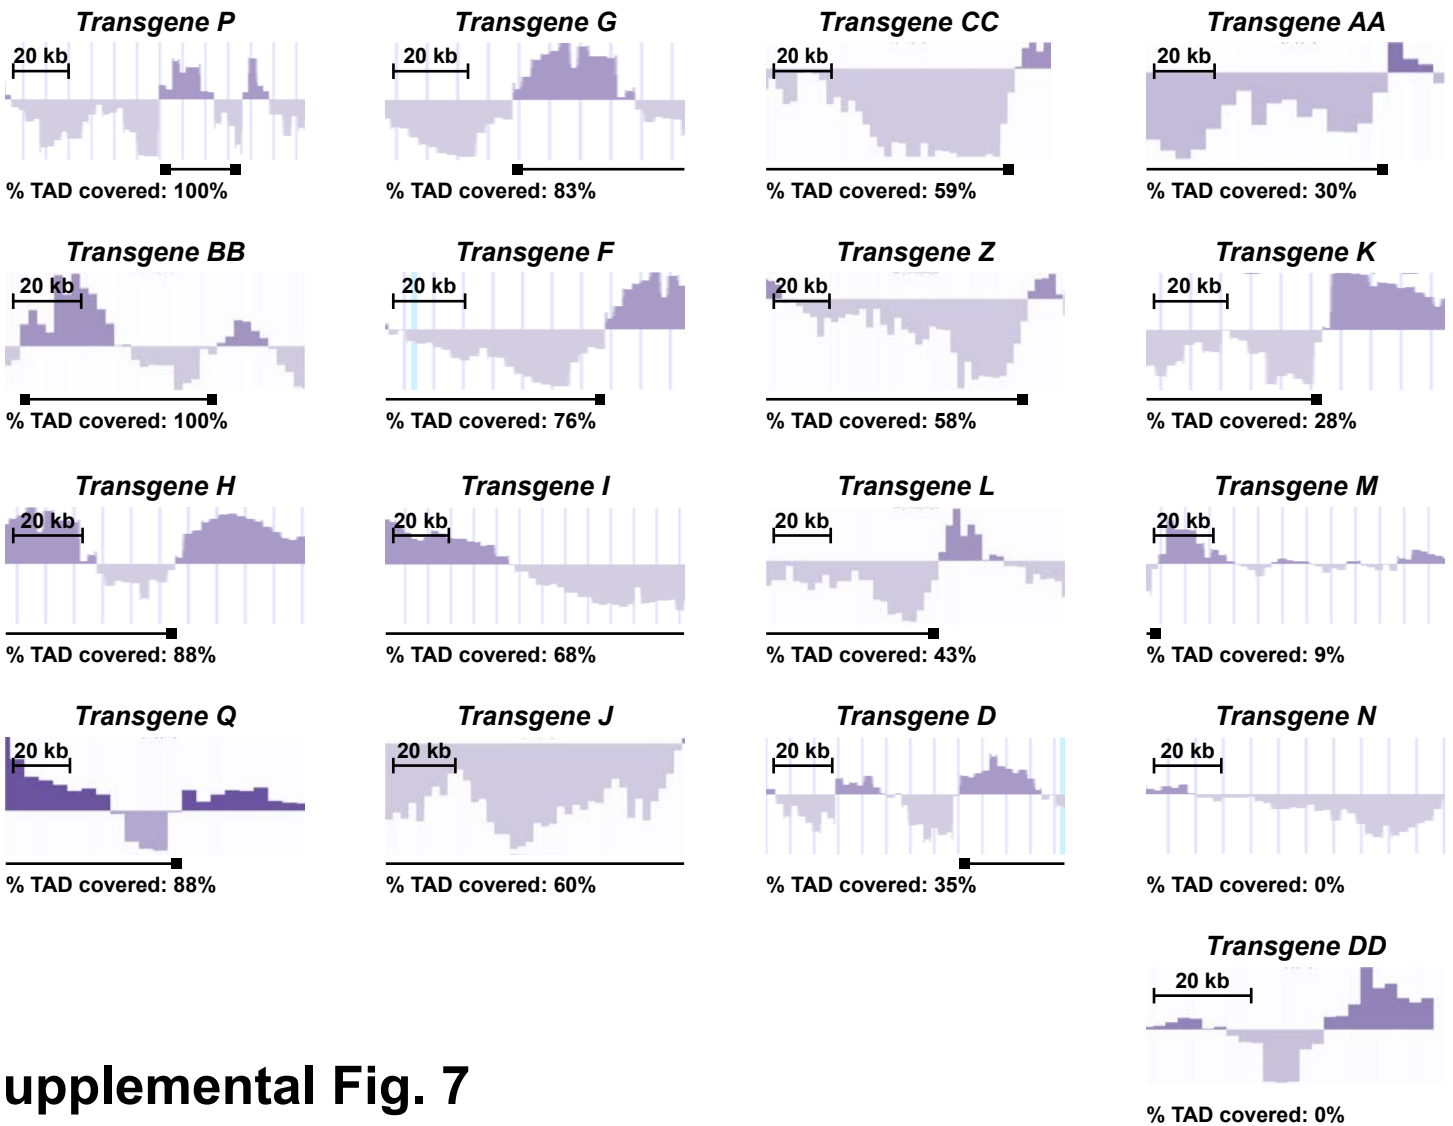 Transgene P
20 kb
% TAD covered: 100%
Transgene G
20 kb
% TAD covered: 83%
Transgene CC
20 kb
% TAD covered: 59%
Transgene AA
20 kb
% TAD covered: 30%
Transgene BB
20 kb
% TAD covered: 100%
Transgene F
20 kb
% TAD covered: 76%
Transgene Z
20 kb
% TAD covered: 58%
Transgene K
20 kb
% TAD covered: 28%
Transgene H
20 kb
% TAD covered: 88%
Transgene I
20 kb
% TAD covered: 68%
Transgene L
20 kb
% TAD covered: 43%
Transgene M
20 kb
% TAD covered: 9%
Transgene Q
20 kb
% TAD covered: 88%
Transgene J
20 kb
% TAD covered: 60%
Transgene D
20 kb
% TAD covered: 35%
Transgene N
20 kb
% TAD covered: 0%
Transgene DD
20 kb
% TAD covered: 0%
upplemental Fig. 7